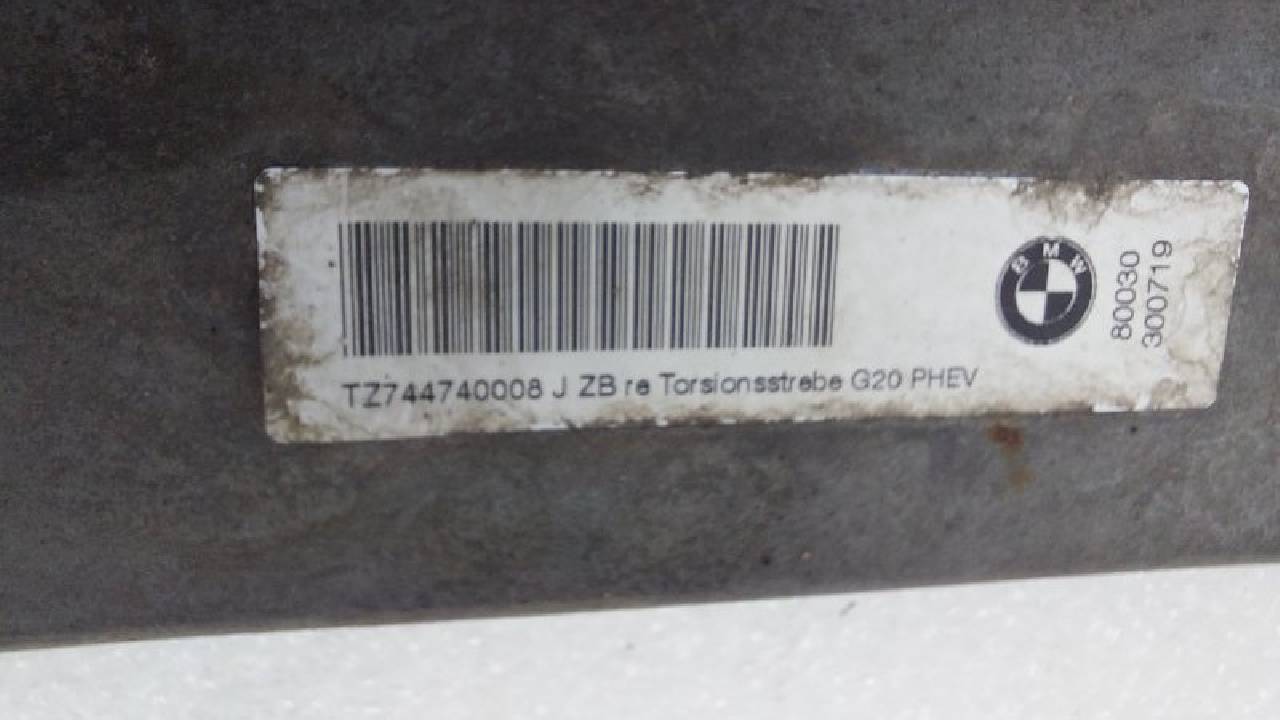 TZ744740008 J ZB re Torsionsstrebe G20 PHEV
BMW
80030
300719